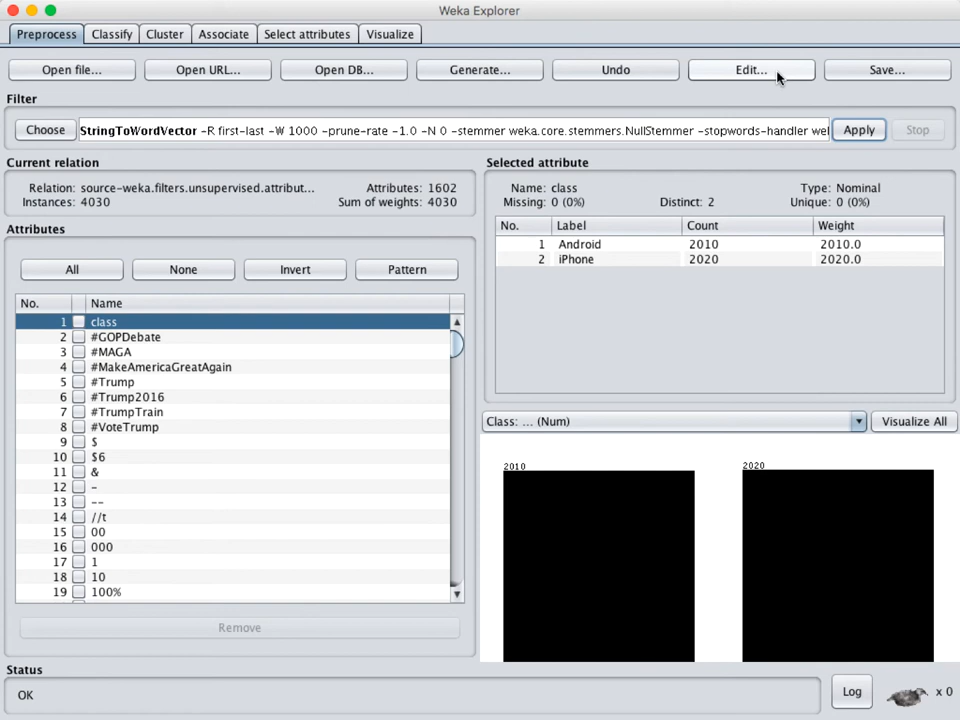 Weka Explorer
Preprocess Classify Cluster Associate Select attributes Visualize
Open file... Open URL... Open DB... Generate... Undo Edit... Save...
Filter
Choose StringToWordVector -R first-last -W 1000 -prune-rate -1.0 -N 0 -stemmer weka.core.stemmers.NullStemmer -stopwords-handler wel Apply Stop
Current relation
Relation: source-weka.filters.unsupervised.attribut... Attributes: 1602
Instances: 4030 Sum of weights: 4030
Attributes
All None Invert Pattern
No. Name
1 class
2 #GOPDebate
3 #MAGA
4 #MakeAmericaGreatAgain
5 #Trump
6 #Trump2016
7 #TrumpTrain
8 #VoteTrump
9 $
10 $6
11 &
12 -
13 --
14 //t
15 00
16 000
17 1
18 10
19 100%
Remove
Selected attribute
Name: class Type: Nominal
Missing: 0 (0%) Distinct: 2 Unique: 0 (0%)
No. Label Count Weight
1 Android 2010 2010.0
2 iPhone 2020 2020.0
Class: ... (Num) Visualize All
2010 2020
Status
OK Log x 0